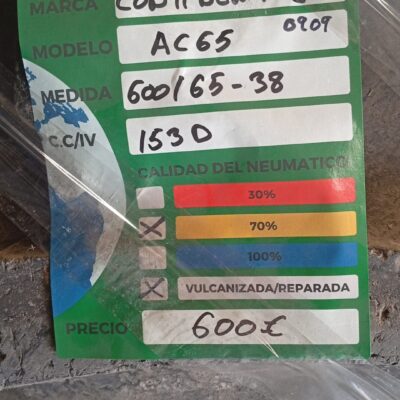 MARCA
0909
MODELO AC65
MEDIDA 600/65-38
C.C/IV 153D
CALIDAD DEL NEUMATICO
30%
70%
100%
VULCANIZADA/REPARADA
PRECIO 600€